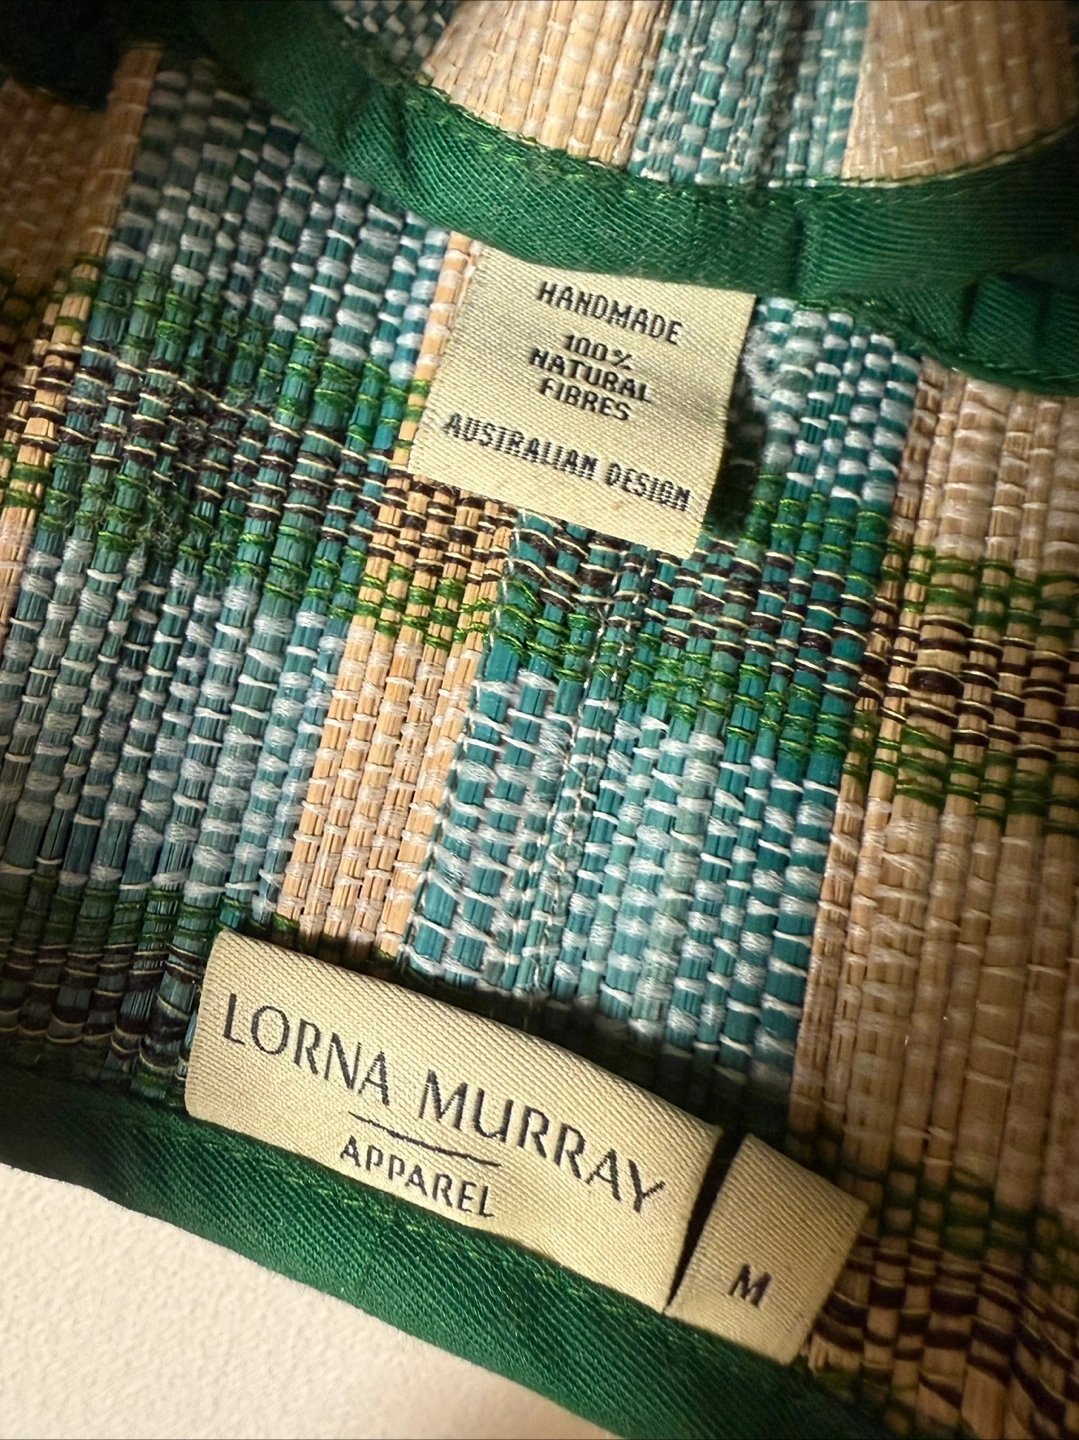 HANDMADE
100%
NATURAL
FIBRES
AUSTRALIAN DESIGN
LORNA MURRAY
APPAREL
M